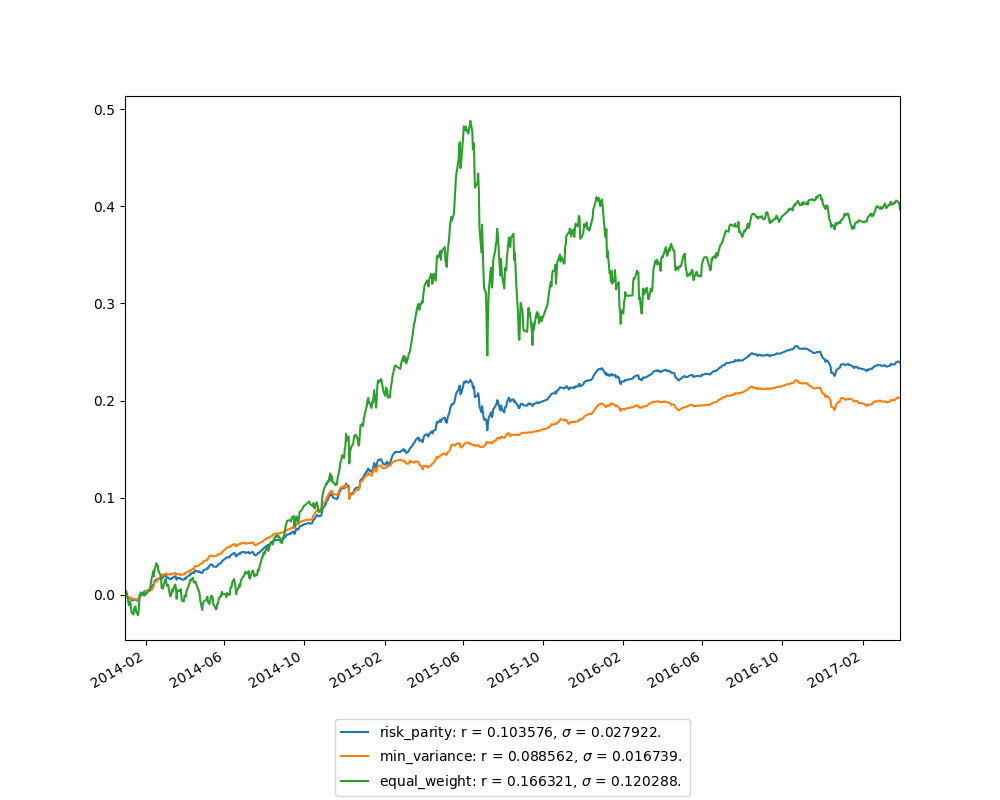 0.5
0.4
0.3
0.2
0.1
0.0
2014-02 2014-06 2014-10 2015-02 2015-06 2015-10 2016-02 2016-06 2016-10 2017-02
risk_parity: r = 0.103576, σ = 0.027922.
min_variance: r = 0.088562, σ = 0.016739.
equal_weight: r = 0.166321, σ = 0.120288.